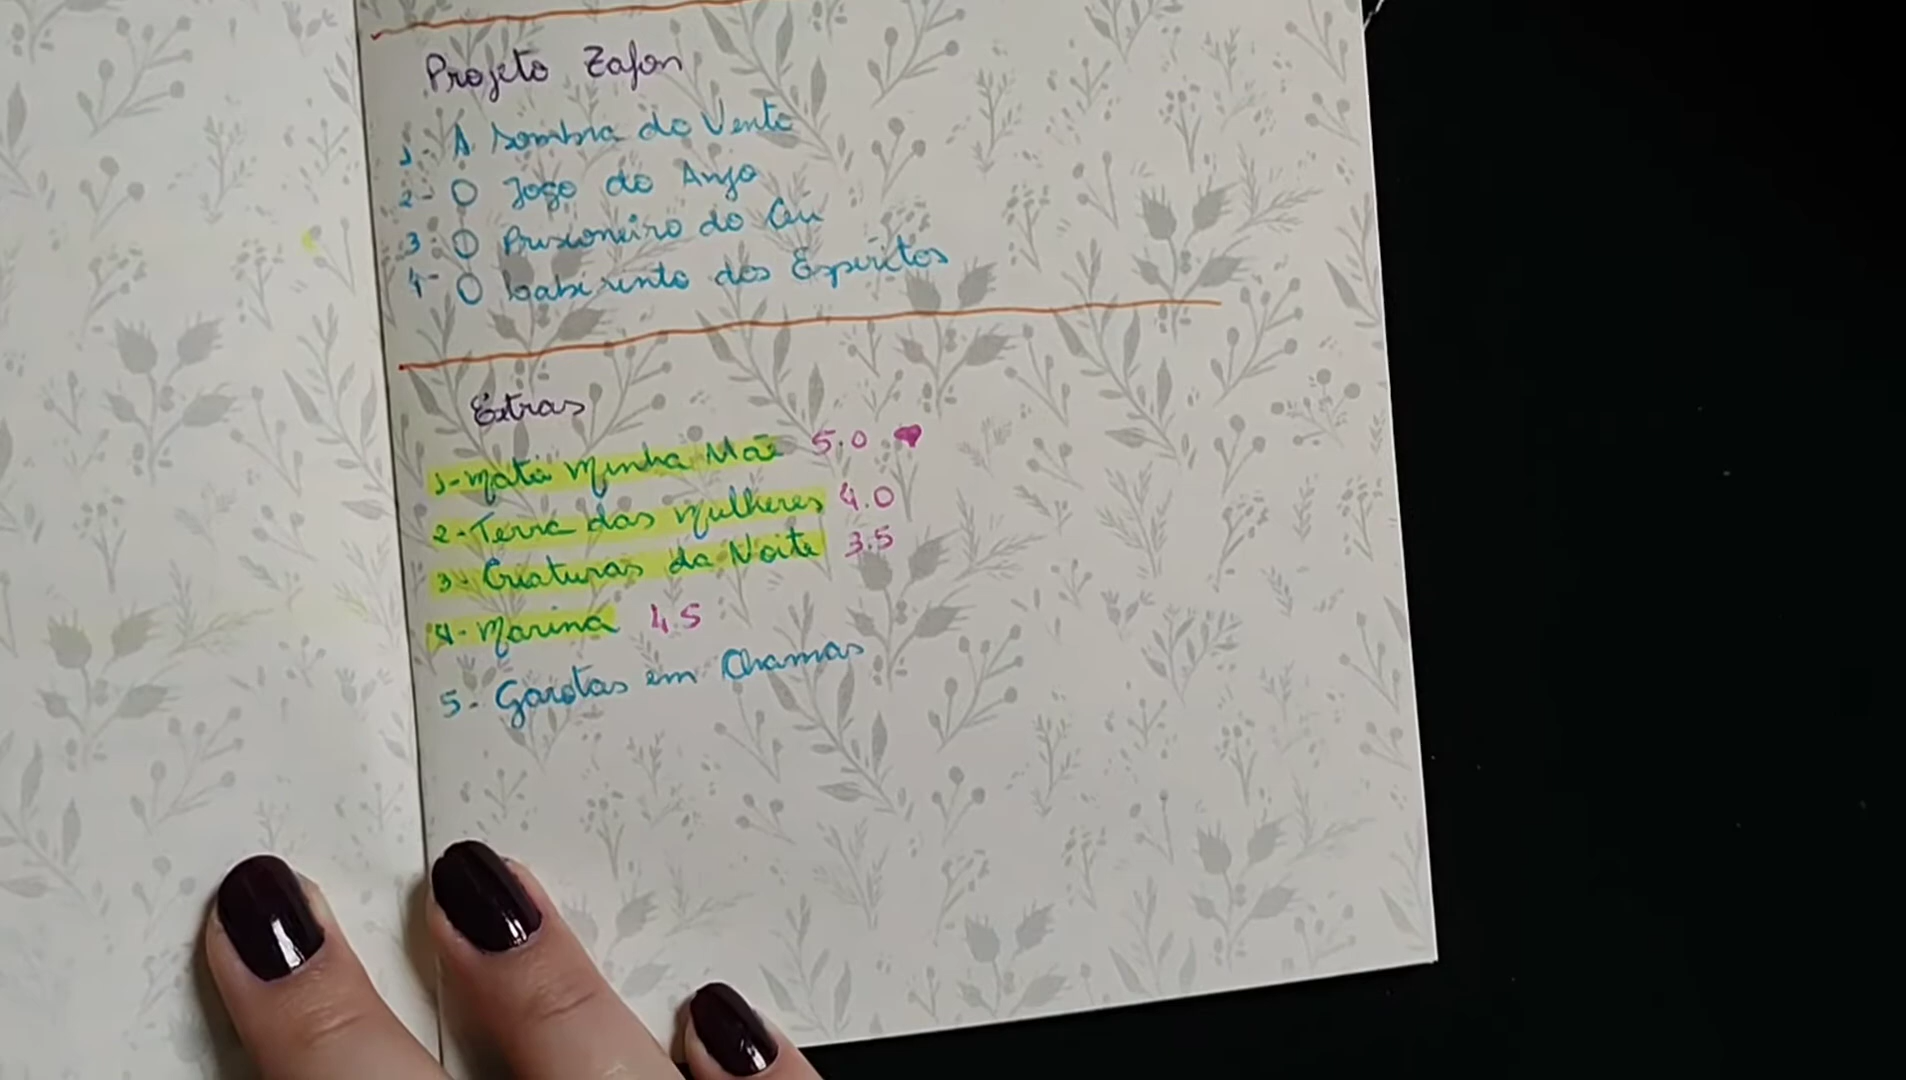 Projeto Zafon
1- A Sombra do Vento
2- O Jogo do Anjo
3- O Prisioneiro do Céu
4- O Labirinto dos Espíritos
Extras
1- Matei Minha Mãe 5.0
2- Terra das Mulheres 4.0
3- Criaturas da Noite 3.5
4- Marina 4.5
5- Garotas em Chamas